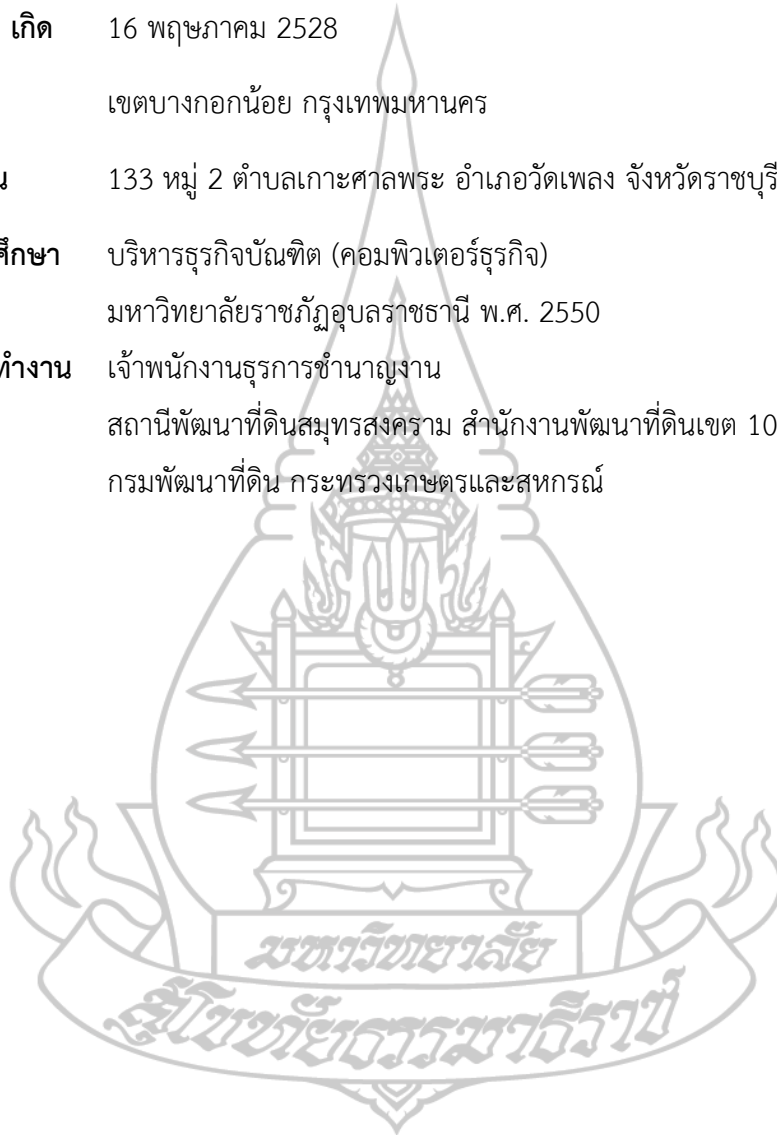 เกิด 16 พฤษภาคม 2528
เขตบางกอกน้อย กรุงเทพมหานคร
133 หมู่ 2 ตำบลเกาะศาลพระ อำเภอวัดเพลง จังหวัดราชบุรี
ศึกษา บริหารธุรกิจบัณฑิต (คอมพิวเตอร์ธุรกิจ)
มหาวิทยาลัยราชภัฏอุบลราชธานี พ.ศ. 2550
ทำงาน เจ้าพนักงานธุรการชำนาญงาน
สถานีพัฒนาที่ดินสมุทรสงคราม สำนักงานพัฒนาที่ดินเขต 10
กรมพัฒนาที่ดิน กระทรวงเกษตรและสหกรณ์
มหาวิทยาลัย
สุโขทัยธรรมาธิราช